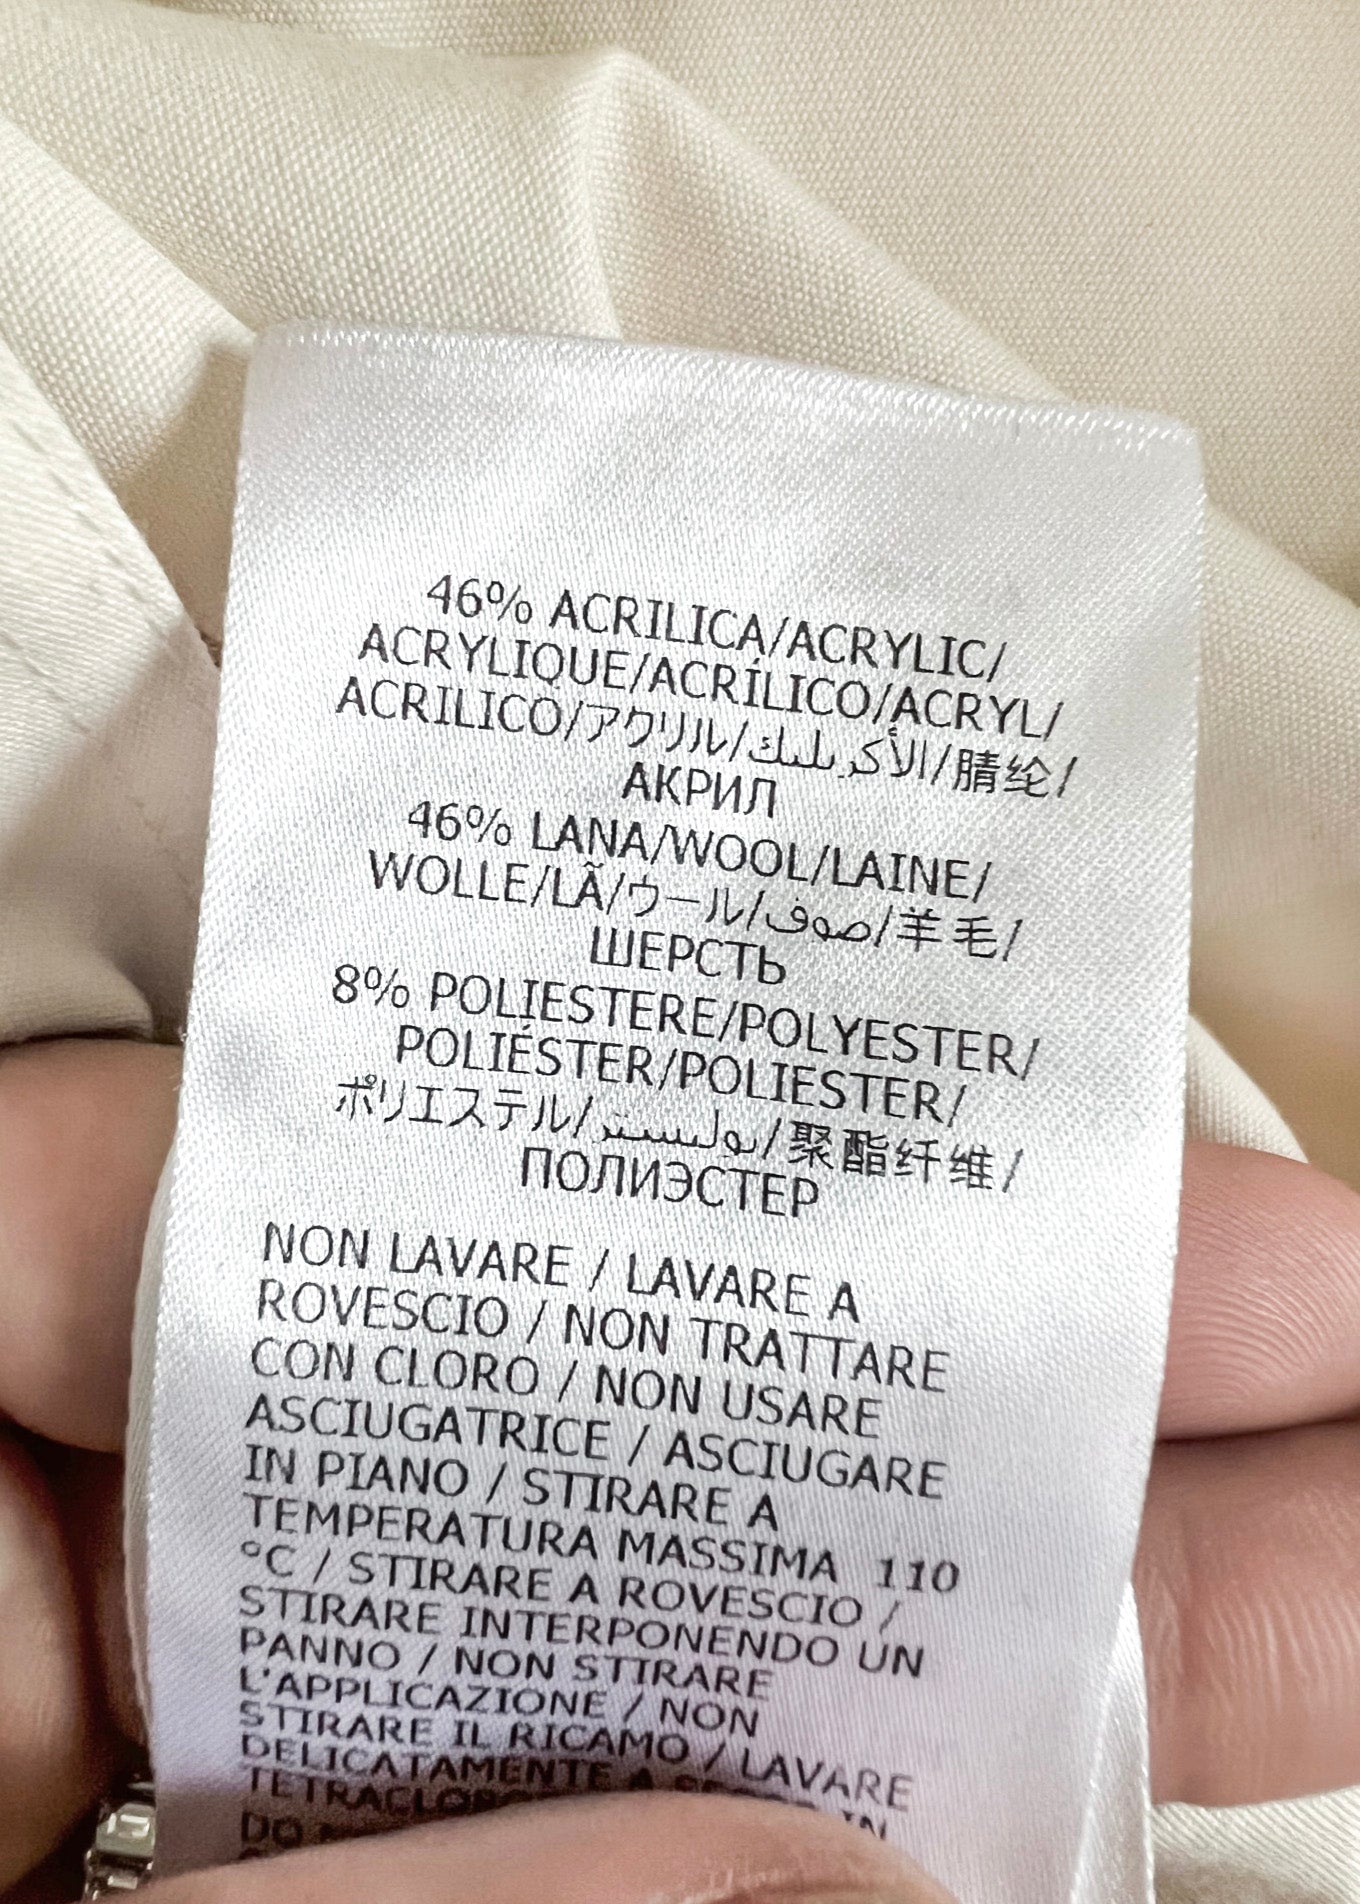 46% ACRILICA/ACRYLIC/
ACRYLIQUE/ACRÍLICO/ACRYL/
ACRILICO/アクリル/الأكريليك/腈纶/
АКРИЛ
46% LANA/WOOL/LAINE/
WOLLE/LÃ/ウール/صوف/羊毛/
ШЕРСТЬ
8% POLIESTERE/POLYESTER/
POLIÉSTER/POLIESTER/
ポリエステル/بوليستر/聚酯纤维/
ПОЛИЭСТЕР
NON LAVARE / LAVARE A
ROVESCIO / NON TRATTARE
CON CLORO / NON USARE
ASCIUGATRICE / ASCIUGARE
IN PIANO / STIRARE A
TEMPERATURA MASSIMA 110
°C / STIRARE A ROVESCIO /
STIRARE INTERPONENDO UN
PANNO / NON STIRARE
L'APPLICAZIONE / NON
STIRARE IL RICAMO / LAVARE
DELICATAMENTE A IN
DO